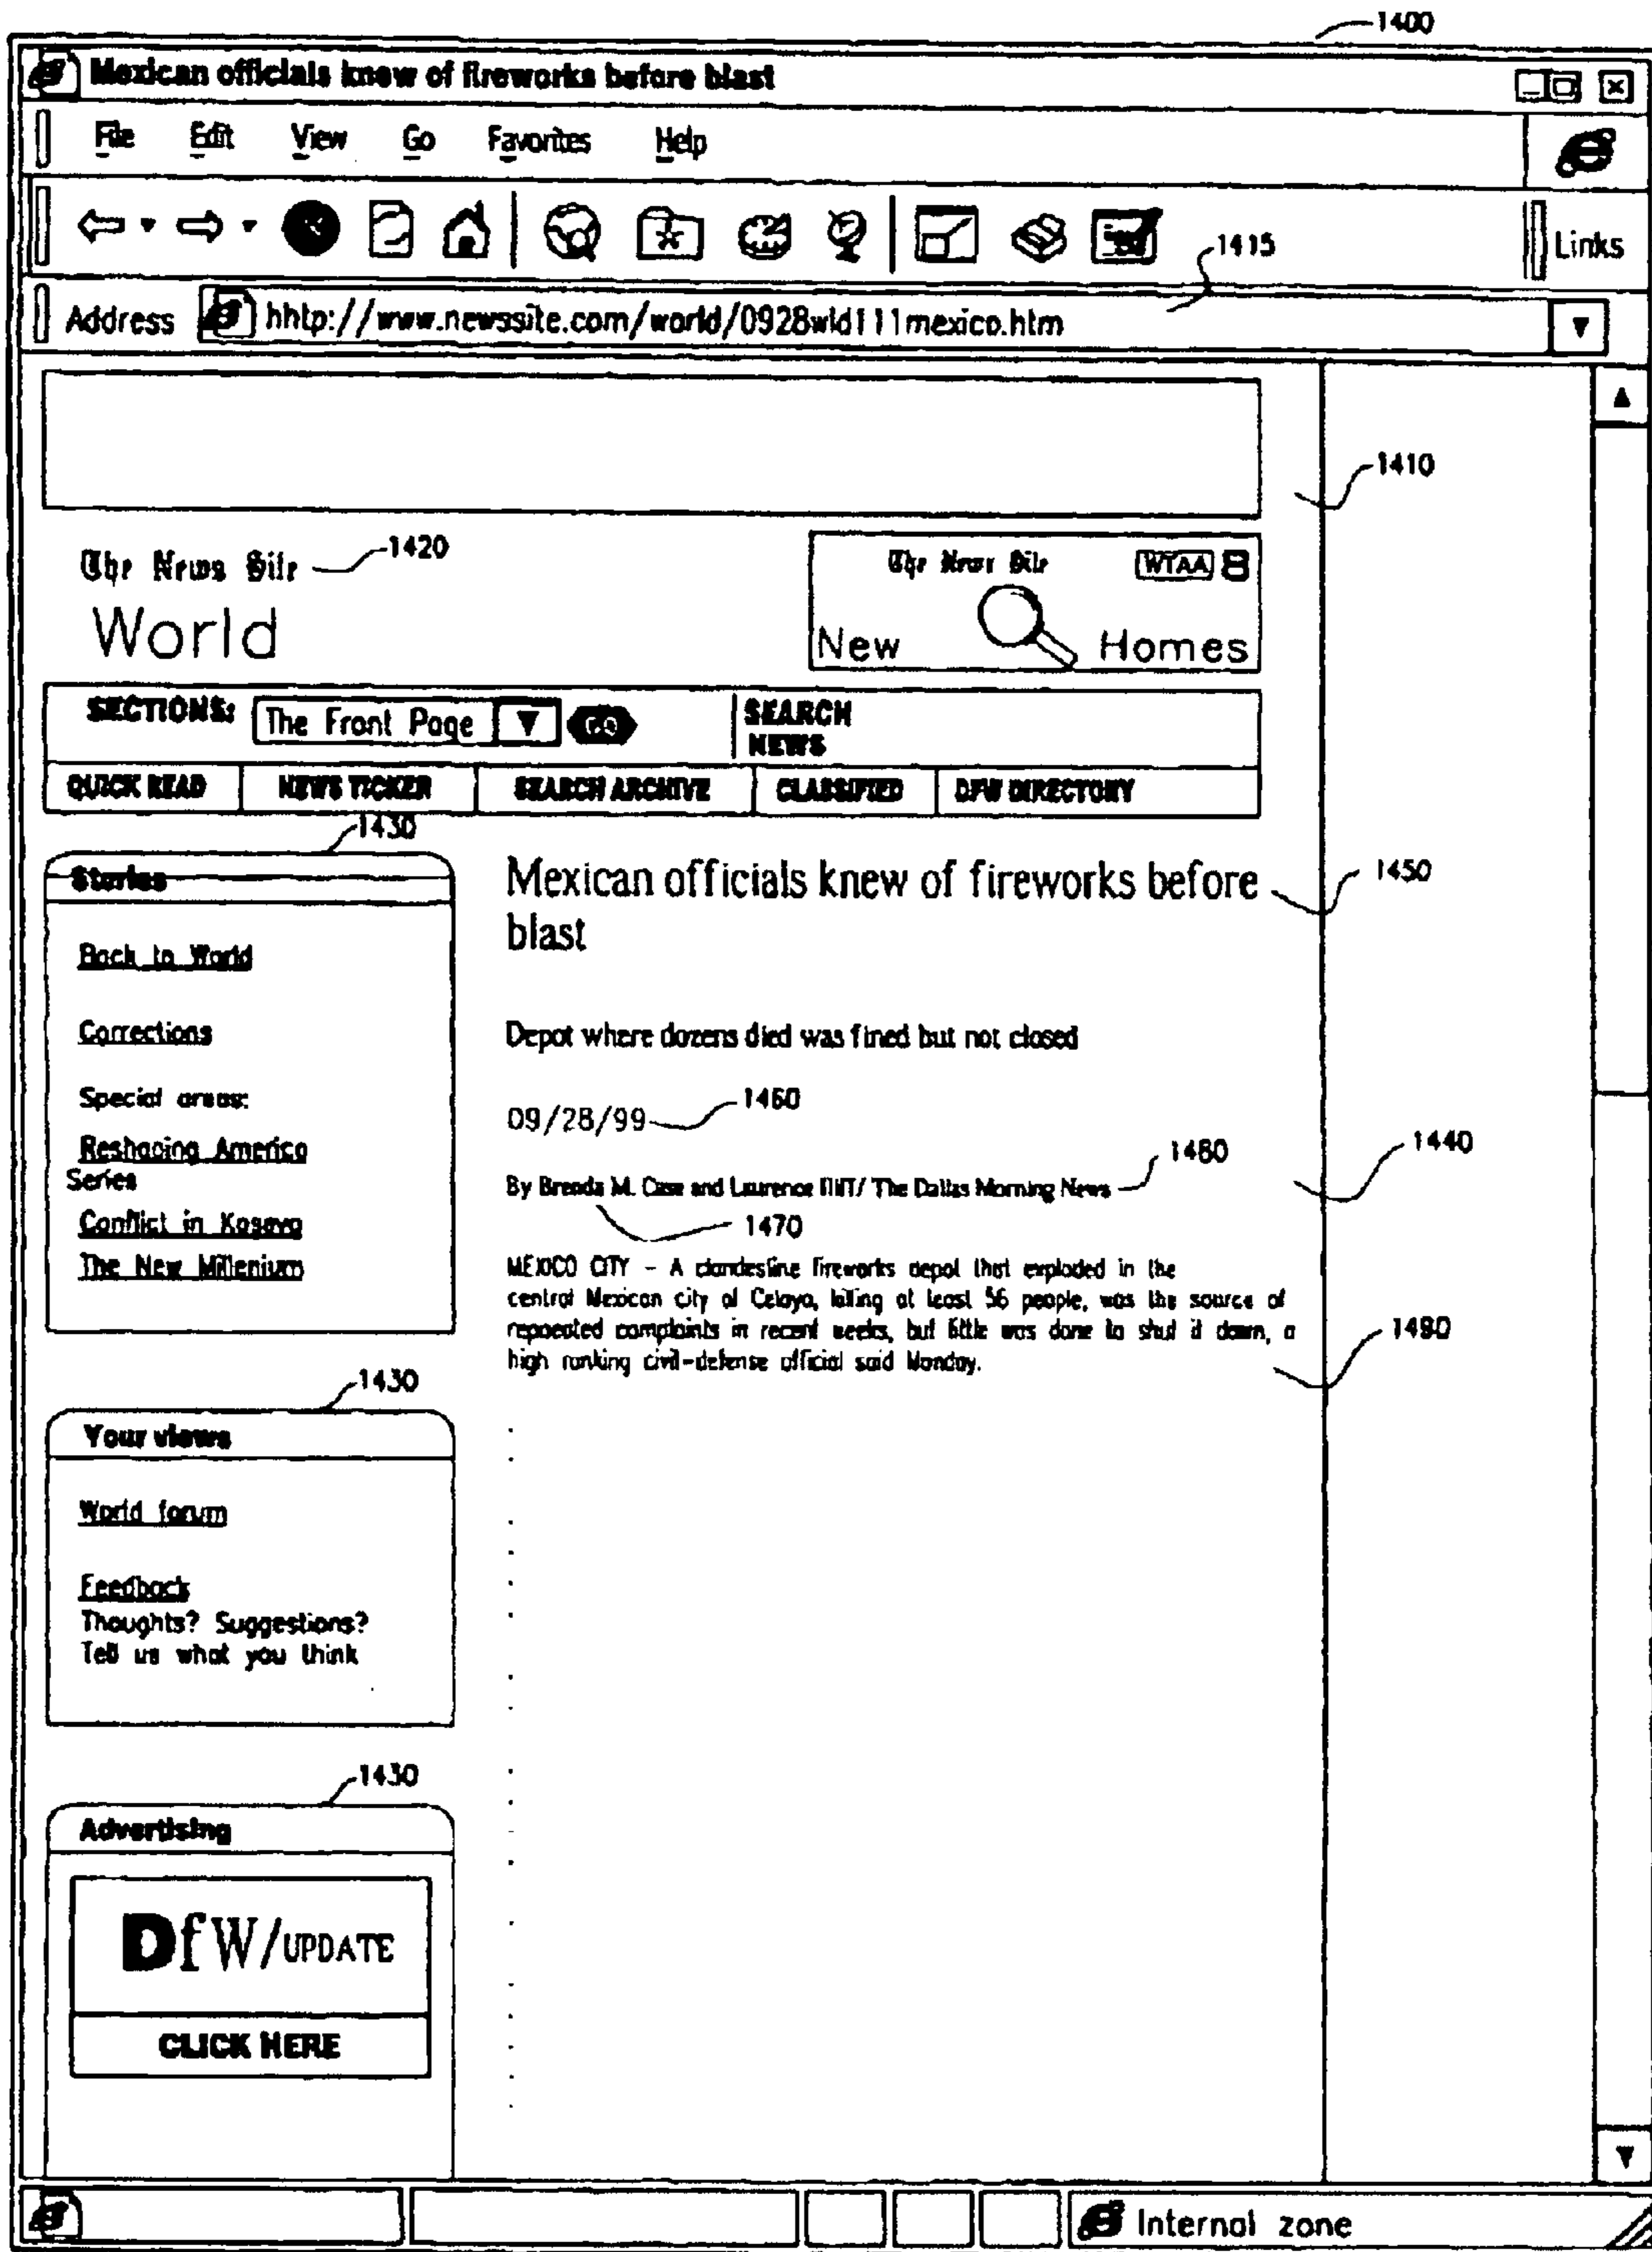 1400
Mexican officials knew of fireworks before blast
File Edit View Go Favorites Help
Links
1415
Address hhtp://www.newssite.com/world/0928wld111mexico.htm
1410
The News Site 1420
World
The News Site WTAA 8
New Homes
SECTIONS: The Front Page GO SEARCH
NEWS
QUICK READ NEWS TICKER SEARCH ARCHIVE CLASSIFIED DFW DIRECTORY
1430
Stories
Back to World
Corrections
Special areas:
Reshaping America
Series
Conflict in Kosovo
The New Millenium
Mexican officials knew of fireworks before
blast
1450
Depot where dozens died was fined but not closed
09/28/99 1460
1440
1480
By Brenda M. Case and Laurence / The Dallas Morning News
1470
MEXICO CITY – A clandestine fireworks depot that exploded in the
central Mexican city of Celaya, killing at least 56 people, was the source of
repeated complaints in recent weeks, but little was done to shut it down, a
high ranking civil-defense official said Monday.
1490
1430
Your views
World forum
Feedback
Thoughts? Suggestions?
Tell us what you think
1430
Advertising
DfW/UPDATE
CLICK HERE
Internal zone